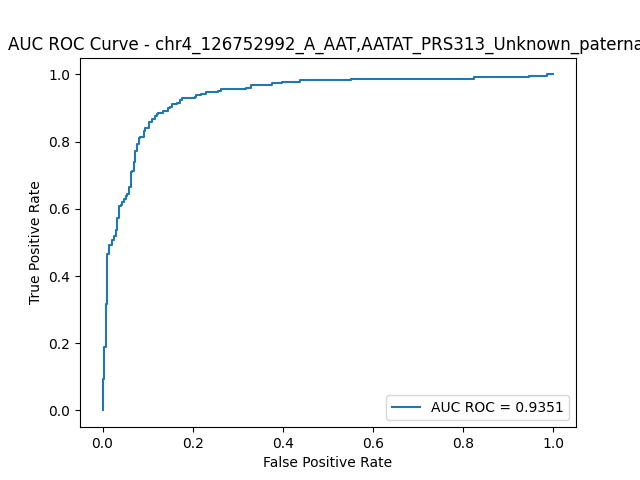 AUC ROC Curve - chr4_126752992_A_AAT,AATAT_PRS313_Unknown_paterna
1.0
0.8
0.6
0.4
0.2
0.0
True Positive Rate
0.0 0.2 0.4 0.6 0.8 1.0
False Positive Rate
AUC ROC = 0.9351